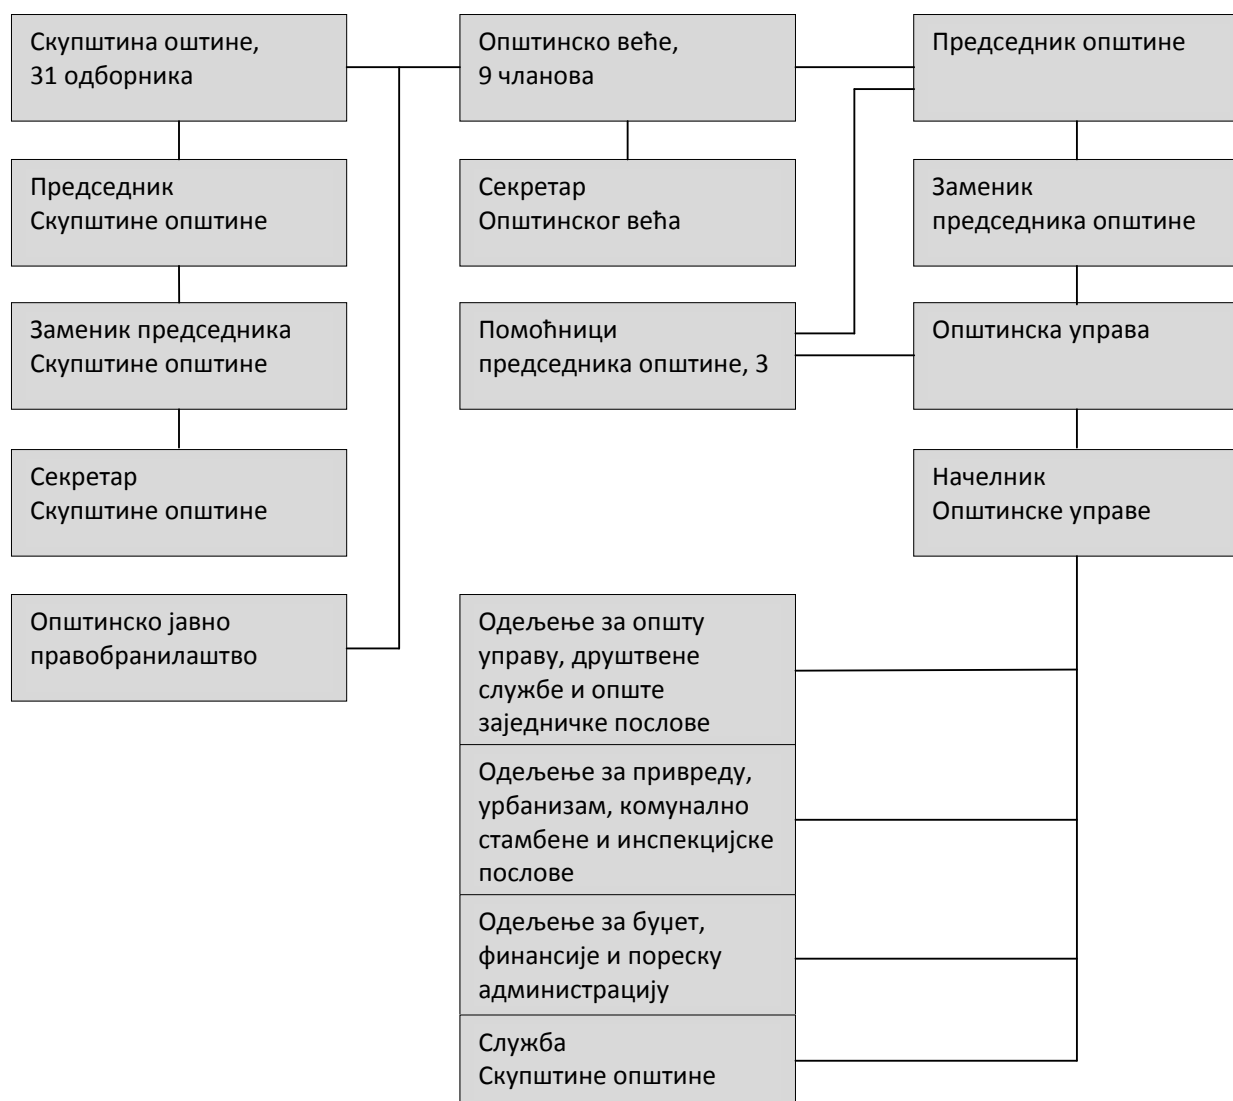 Скупштина оштине,
31 одборника
Општинско веће,
9 чланова
Председник општине
Председник
Скупштине општине
Секретар
Општинског већа
Заменик
председника општине
Заменик председника
Скупштине општине
Помоћници
председника општине, 3
Општинска управа
Секретар
Скупштине општине
Начелник
Општинске управе
Општинско јавно
правобранилаштво
Одељење за општу
управу, друштвене
службе и опште
заједничке послове
Одељење за привреду,
урбанизам, комунално
стамбене и инспекцијске
послове
Одељење за буџет,
финансије и пореску
администрацију
Служба
Скупштине општине